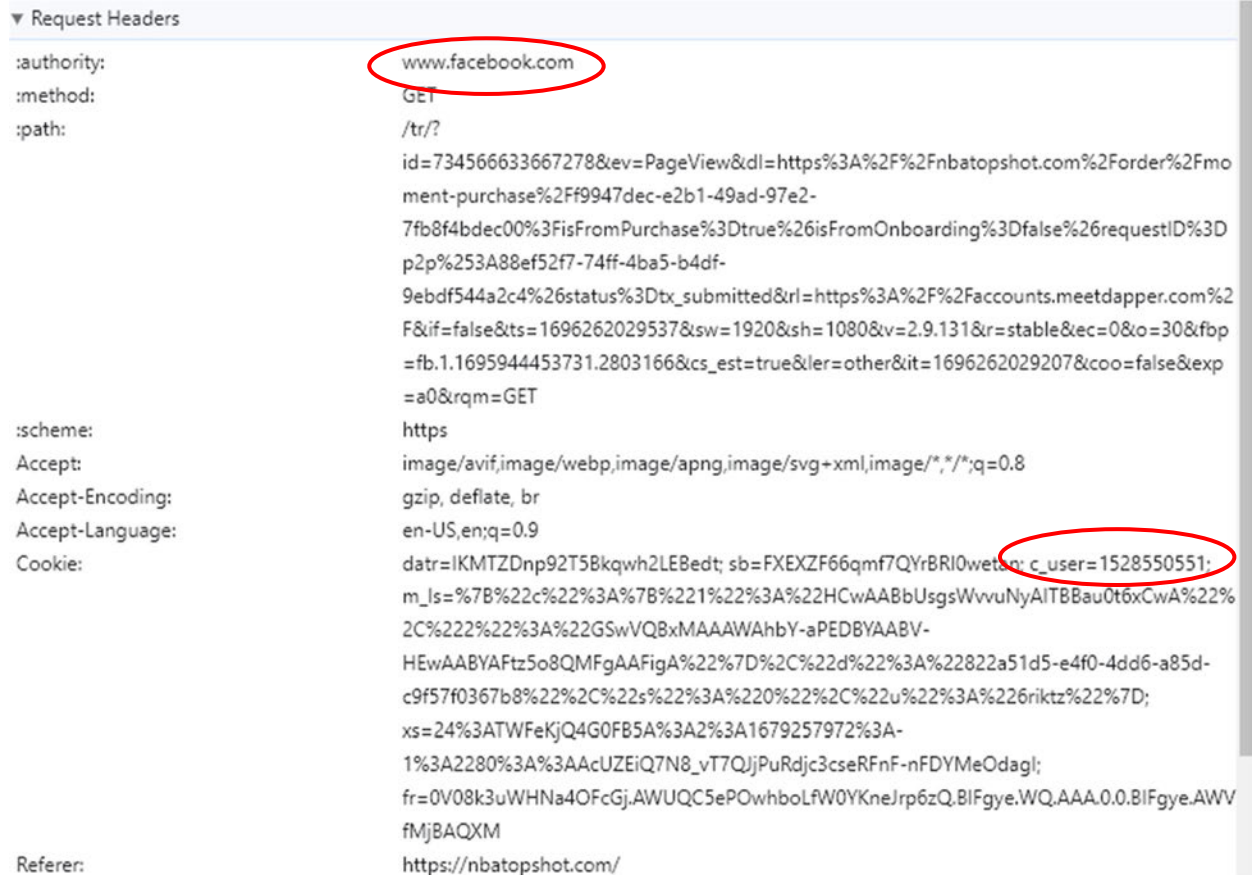 ▼ Request Headers
:authority: www.facebook.com
:method: GET
:path: /tr/?
id=734566633667278&ev=PageView&dl=https%3A%2F%2Fnbatopshot.com%2Forder%2Fmo
ment-purchase%2Ff9947dec-e2b1-49ad-97e2-
7fb8f4bdec00%3FisFromPurchase%3Dtrue%26isFromOnboarding%3Dfalse%26requestID%3D
p2p%253A88ef52f7-74ff-4ba5-b4df-
9ebdf544a2c4%26status%3Dtx_submitted&rl=https%3A%2F%2Faccounts.meetdapper.com%2
F&if=false&ts=1696262029537&sw=1920&sh=1080&v=2.9.131&r=stable&ec=0&o=30&fbp
=fb.1.1695944453731.2803166&cs_est=true&ler=other&it=1696262029207&coo=false&exp
=a0&rqm=GET
:scheme: https
Accept: image/avif,image/webp,image/apng,image/svg+xml,image/*,*/*;q=0.8
Accept-Encoding: gzip, deflate, br
Accept-Language: en-US,en;q=0.9
Cookie: datr=IKMTZDnp92T5Bkqwh2LEBedt; sb=FXEXZF66qmf7QYrBRI0wetan; c_user=1528550551;
m_ls=%7B%22c%22%3A%7B%221%22%3A%22HCwAABbUsgsWvvuNyAITBBau0t6xCwA%22%
2C%222%22%3A%22GSwVQBxMAAAWAhbY-aPEDBYAABV-
HEwAABYAFtz5o8QMFgAAFigA%22%7D%2C%22d%22%3A%22822a51d5-e4f0-4dd6-a85d-
c9f57f0367b8%22%2C%22s%22%3A%220%22%2C%22u%22%3A%226riktz%22%7D;
xs=24%3ATWFeKjQ4G0FB5A%3A2%3A1679257972%3A-
1%3A2280%3A%3AAcUZEiQ7N8_vT7QJjPuRdjc3cseRFnF-nFDYMeOdagI;
fr=0V08k3uWHNa4OFcGj.AWUQC5ePOwhboLfW0YKneJrp6zQ.BlFgye.WQ.AAA.0.0.BlFgye.AWV
fMjBAQXM
Referer: https://nbatopshot.com/